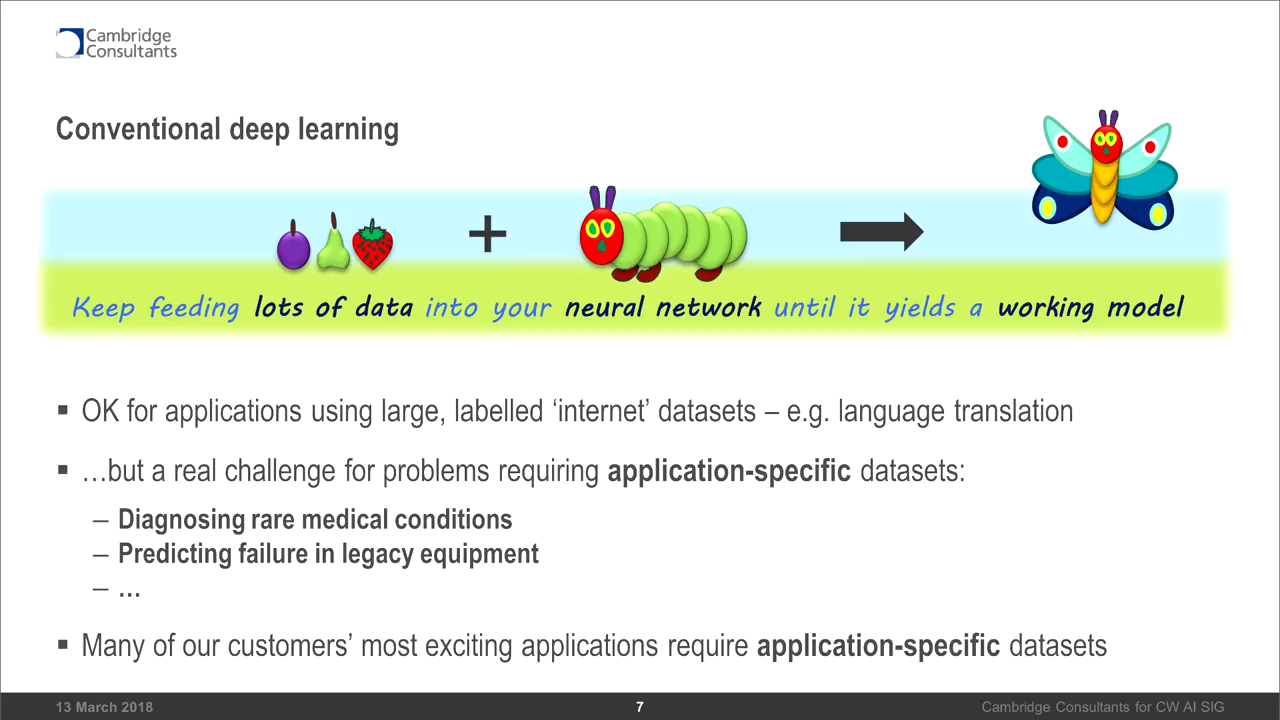 Cambridge
Consultants
Conventional deep learning
Keep feeding lots of data into your neural network until it yields a working model
▪ OK for applications using large, labelled ‘internet’ datasets – e.g. language translation
▪ …but a real challenge for problems requiring application-specific datasets:
– Diagnosing rare medical conditions
– Predicting failure in legacy equipment
– …
▪ Many of our customers’ most exciting applications require application-specific datasets
13 March 2018
7
Cambridge Consultants for CW AI SIG